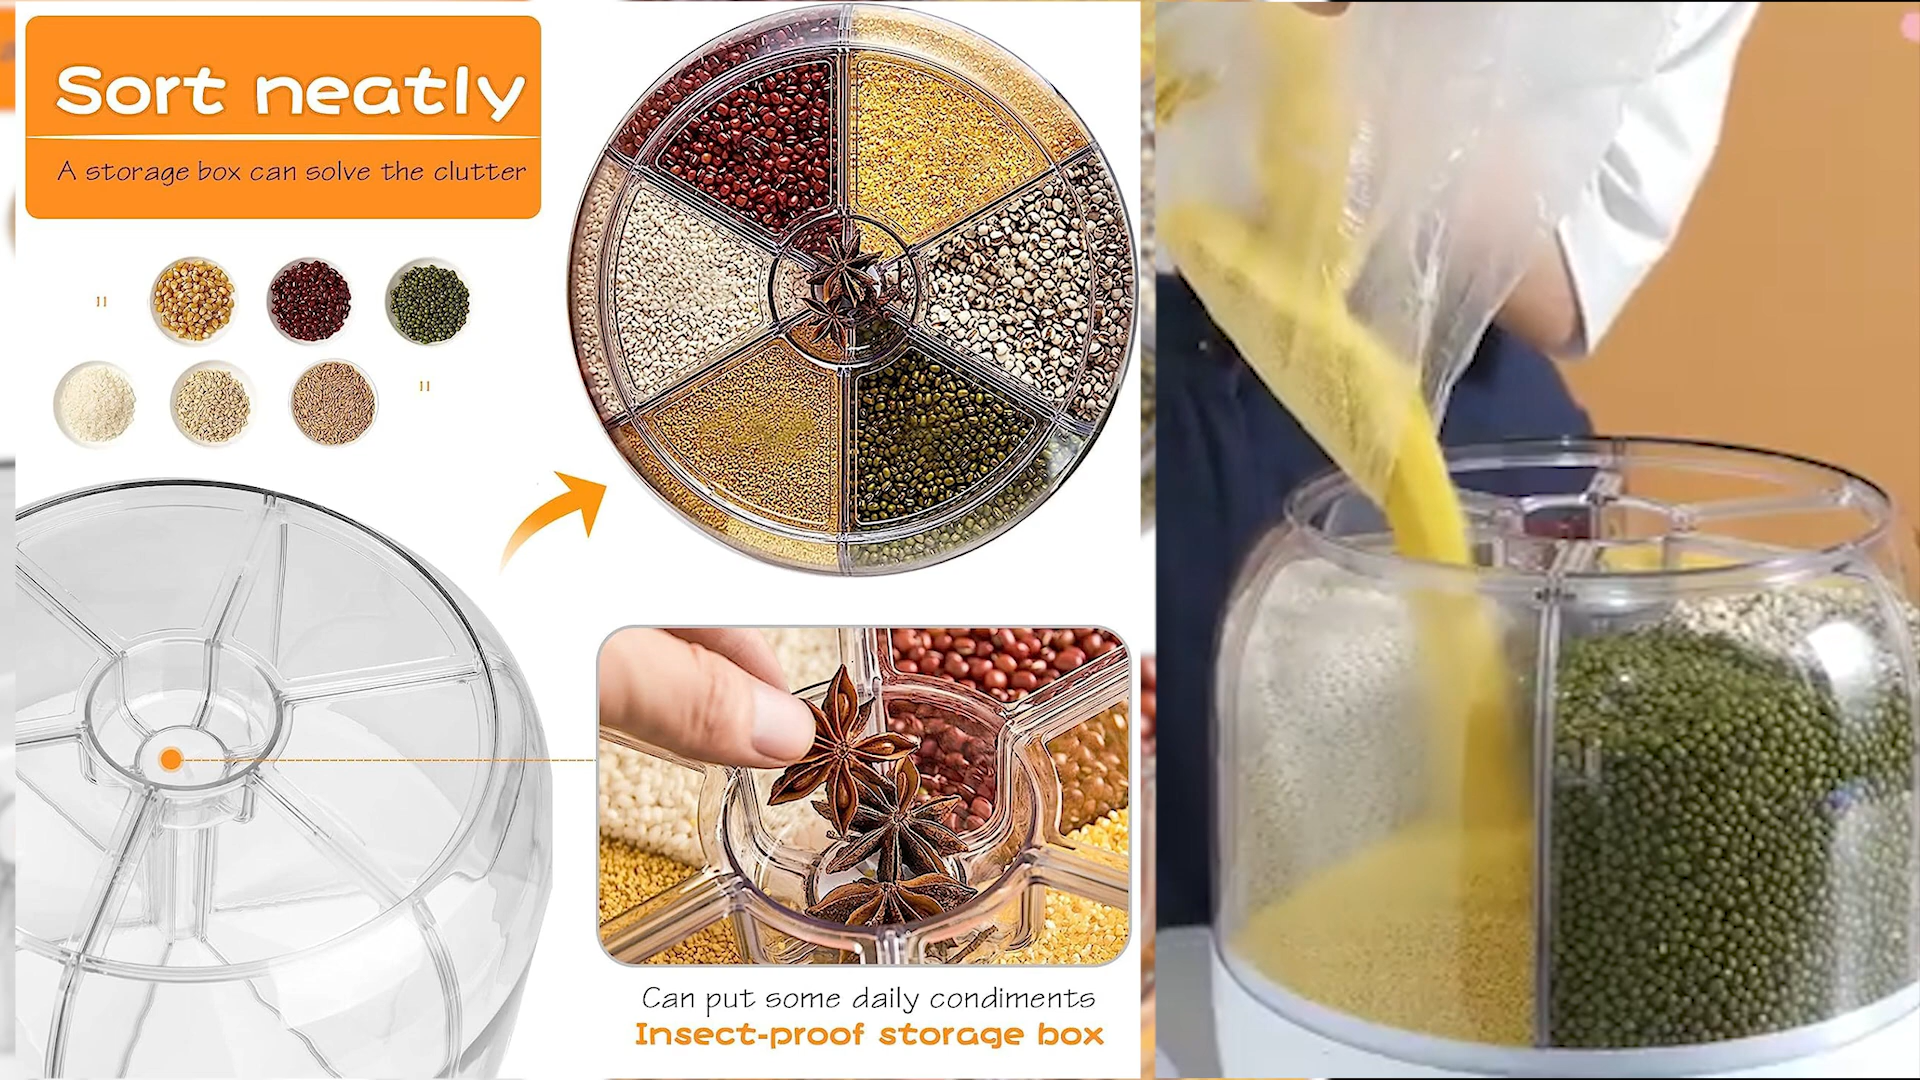 Sort neatly
A storage box can solve the clutter
Can put some daily condiments
Insect-proof storage box